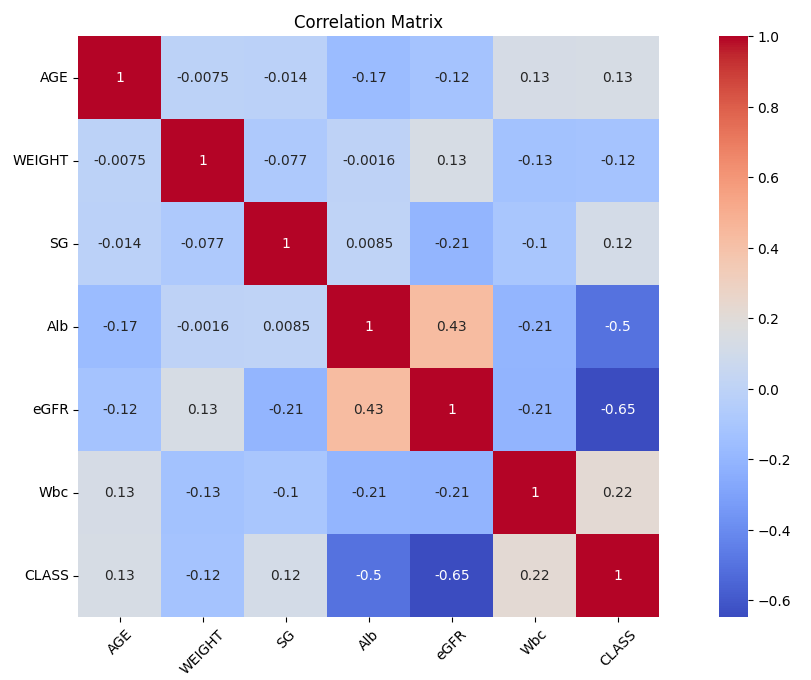 Correlation Matrix
AGE 1 -0.0075 -0.014 -0.17 -0.12 0.13 0.13
WEIGHT -0.0075 1 -0.077 -0.0016 0.13 -0.13 -0.12
SG -0.014 -0.077 1 0.0085 -0.21 -0.1 0.12
Alb -0.17 -0.0016 0.0085 1 0.43 -0.21 -0.5
eGFR -0.12 0.13 -0.21 0.43 1 -0.21 -0.65
Wbc 0.13 -0.13 -0.1 -0.21 -0.21 1 0.22
CLASS 0.13 -0.12 0.12 -0.5 -0.65 0.22 1
AGE WEIGHT SG Alb eGFR Wbc CLASS
1.0
0.8
0.6
0.4
0.2
0.0
−0.2
−0.4
−0.6